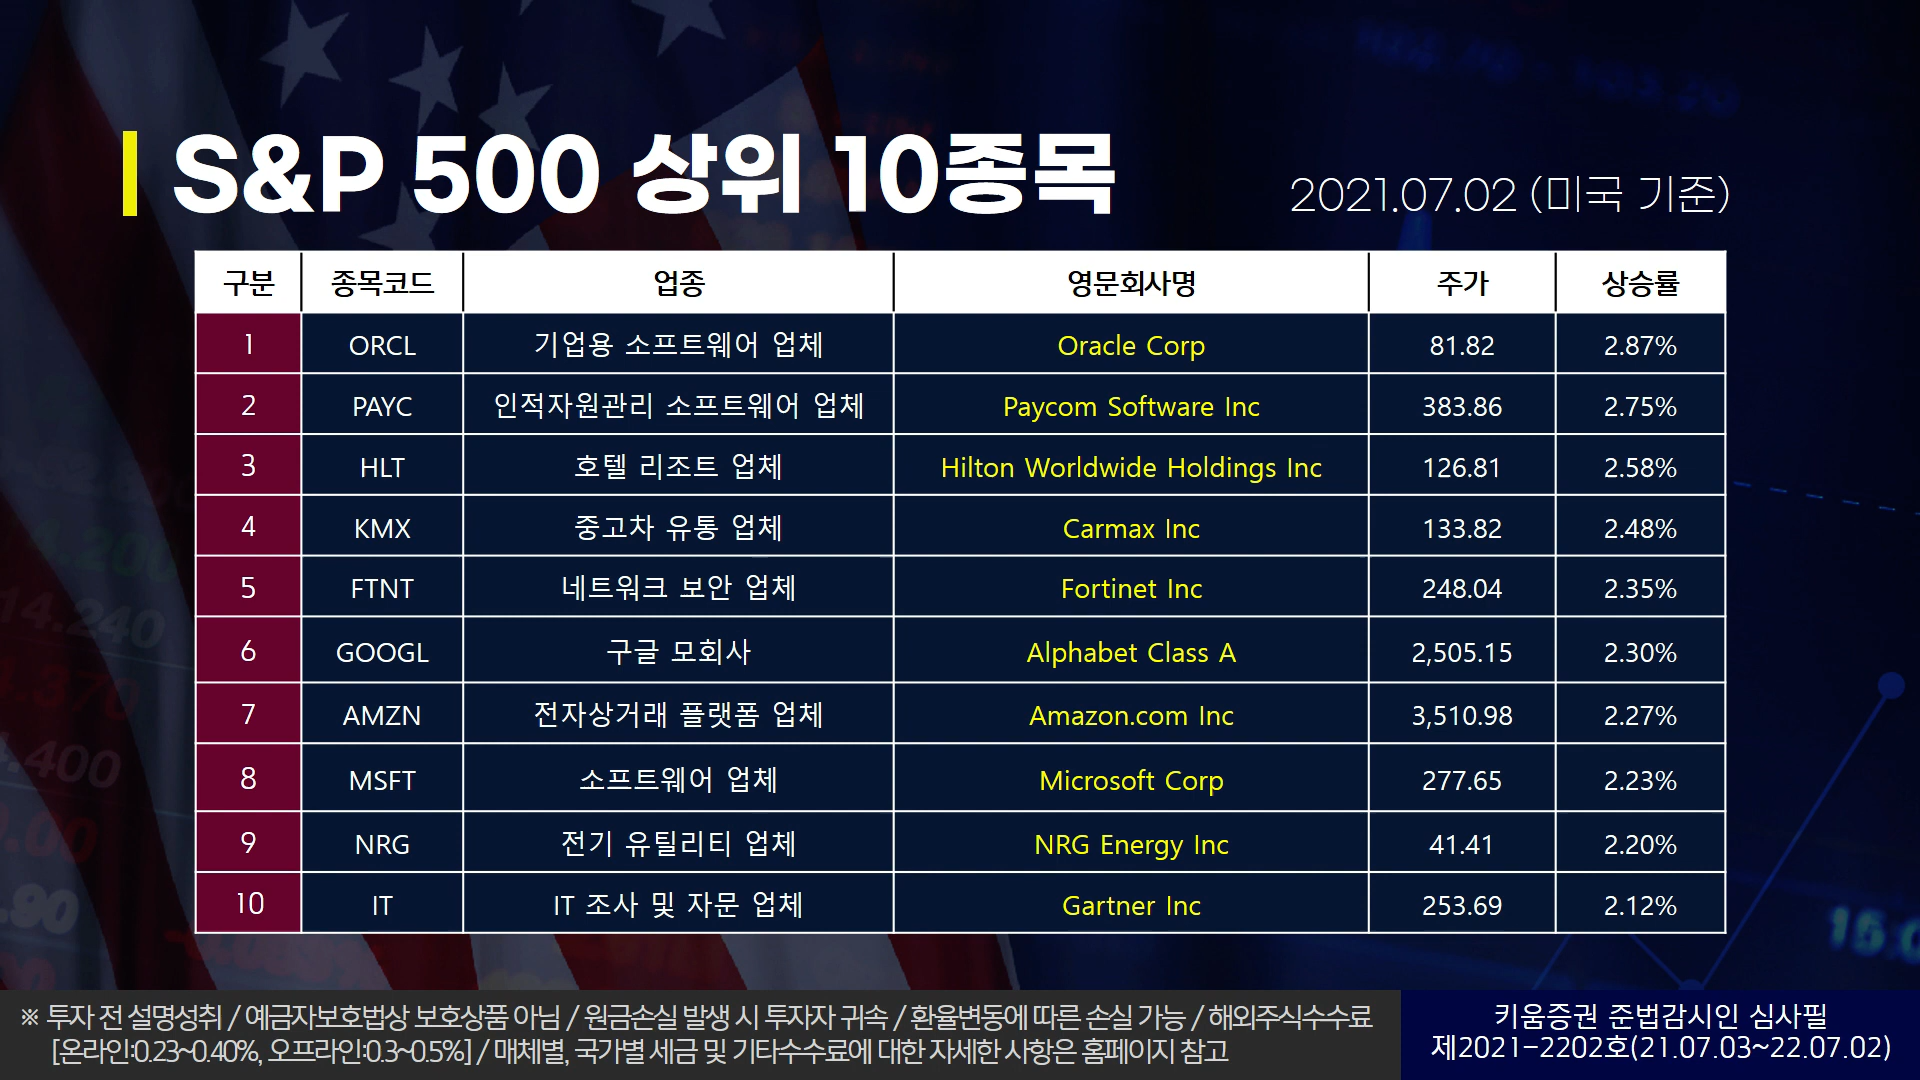 S&P 500 상위 10종목
2021.07.02 (미국 기준)
구분 종목코드 업종 영문회사명 주가 상승률
1 ORCL 기업용 소프트웨어 업체 Oracle Corp 81.82 2.87%
2 PAYC 인적자원관리 소프트웨어 업체 Paycom Software Inc 383.86 2.75%
3 HLT 호텔 리조트 업체 Hilton Worldwide Holdings Inc 126.81 2.58%
4 KMX 중고차 유통 업체 Carmax Inc 133.82 2.48%
5 FTNT 네트워크 보안 업체 Fortinet Inc 248.04 2.35%
6 GOOGL 구글 모회사 Alphabet Class A 2,505.15 2.30%
7 AMZN 전자상거래 플랫폼 업체 Amazon.com Inc 3,510.98 2.27%
8 MSFT 소프트웨어 업체 Microsoft Corp 277.65 2.23%
9 NRG 전기 유틸리티 업체 NRG Energy Inc 41.41 2.20%
10 IT IT 조사 및 자문 업체 Gartner Inc 253.69 2.12%
14.240
4.370
4.400
.90
※ 투자 전 설명성취 / 예금자보호법상 보호상품 아님 / 원금손실 발생 시 투자자 귀속 / 환율변동에 따른 손실 가능 / 해외주식수수료
[온라인:0.23~0.40%, 오프라인:0.3~0.5%] / 매체별, 국가별 세금 및 기타수수료에 대한 자세한 사항은 홈페이지 참고
키움증권 준법감시인 심사필
제2021-2202호(21.07.03~22.07.02)